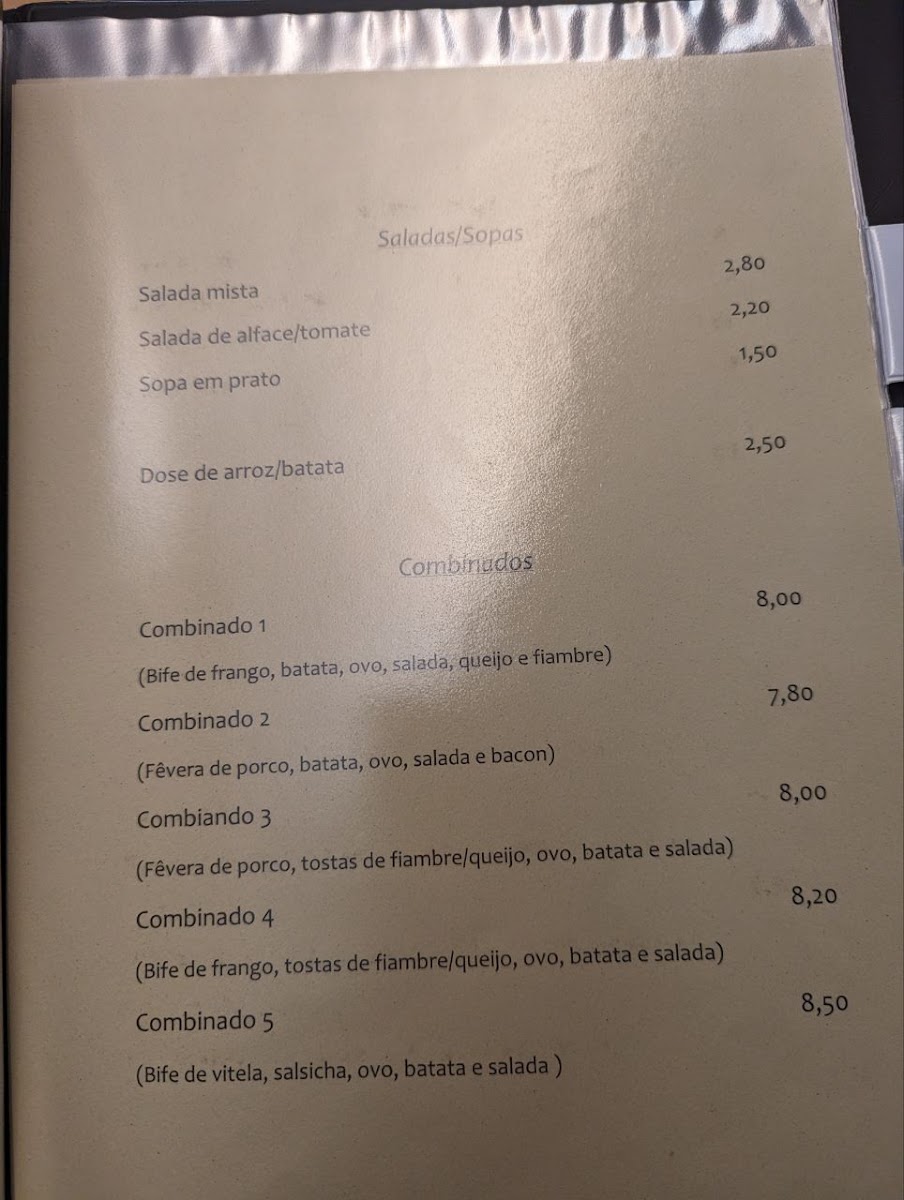 Saladas/Sopas
Salada mista 2,80
Salada de alface/tomate 2,20
Sopa em prato 1,50
Dose de arroz/batata 2,50
Combinados
Combinado 1 8,00
(Bife de frango, batata, ovo, salada, queijo e fiambre)
Combinado 2 7,80
(Fêvera de porco, batata, ovo, salada e bacon)
Combiando 3 8,00
(Fêvera de porco, tostas de fiambre/queijo, ovo, batata e salada)
Combinado 4 8,20
(Bife de frango, tostas de fiambre/queijo, ovo, batata e salada)
Combinado 5 8,50
(Bife de vitela, salsicha, ovo, batata e salada )